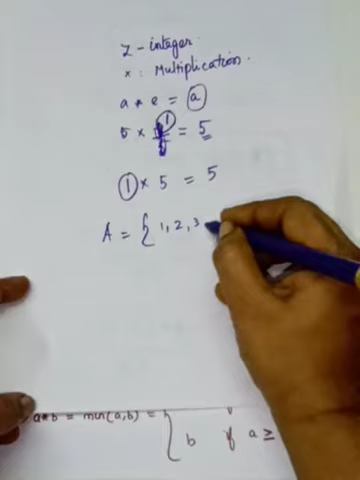 Z - integer.
x: Multiplication.
a * e = a
5 × 1 = 5
1 × 5 = 5
A = { 1, 2, 3
a*b = min(a,b) = {
b if a ≥